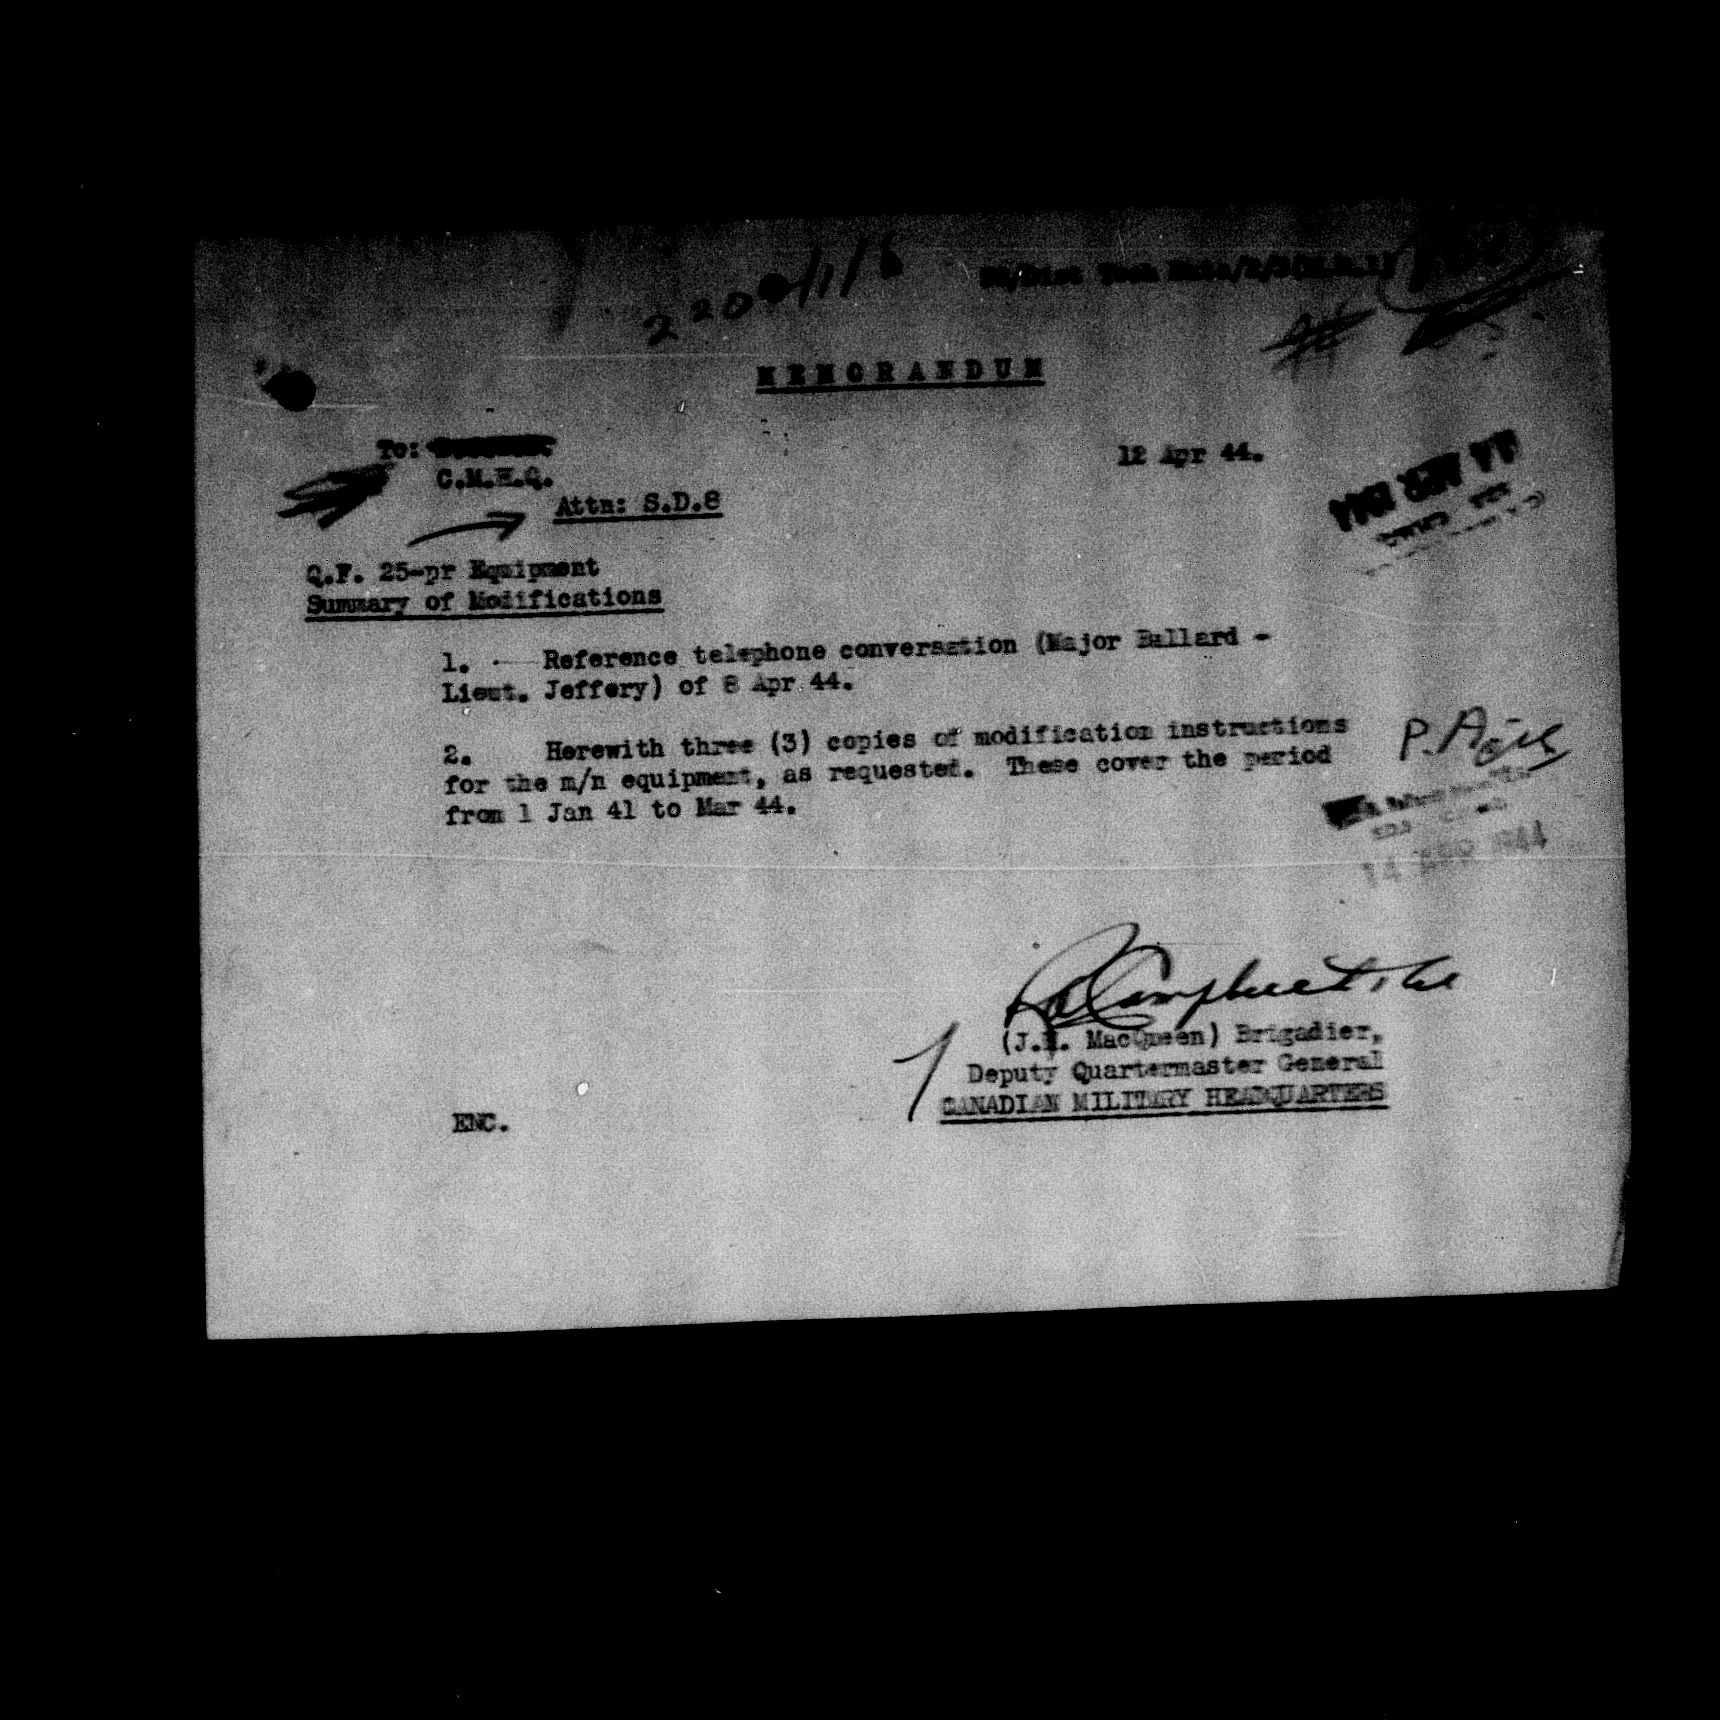 2200/1/6
MEMORANDUM
To:
12 Apr 44.
C.M.H.Q.
Attn: S.D.8
Q.F. 25-pr Equipment
Summary of Modifications
1. Reference telephone conversation (Major Ballard -
Lieut. Jeffery) of 8 Apr 44.
2. Herewith three (3) copies of modification instructions
for the m/n equipment, as requested. These cover the period
from 1 Jan 41 to Mar 44.
P.A.
14 1944
(J.H. MacQueen) Brigadier,
Deputy Quartermaster General
CANADIAN MILITARY HEADQUARTERS
ENC.